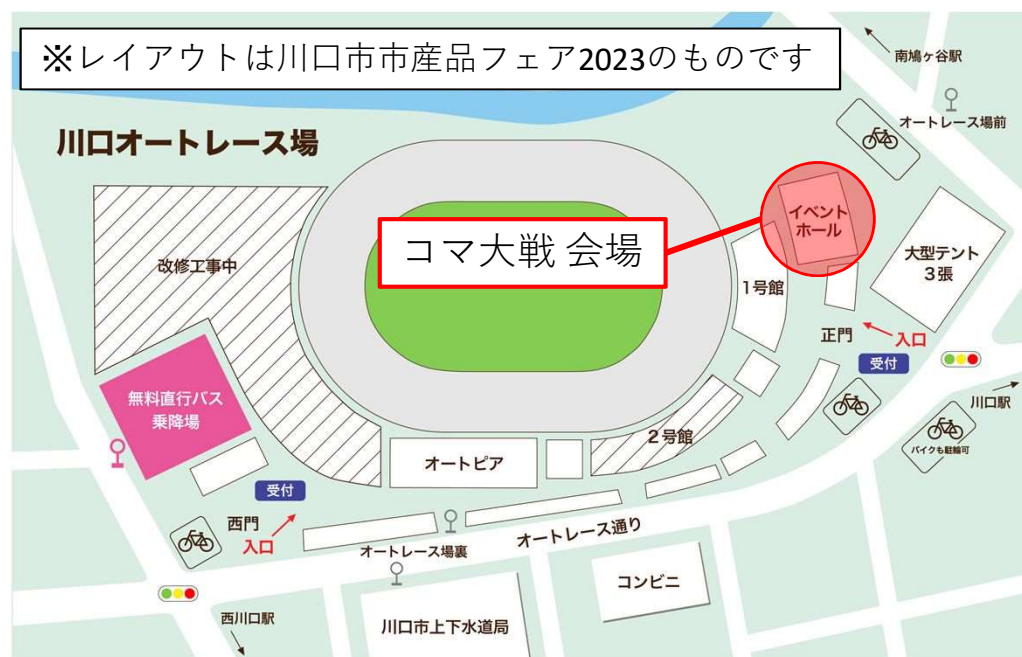 ※レイアウトは川口市市産品フェア2023のものです
南鳩ヶ谷駅
オートレース場前
川口オートレース場
イベント
ホール
コマ大戦 会場
大型テント
3張
改修工事中
1号館
正門
入口
受付
川口駅
無料直行バス
乗降場
2号館
バイクも駐輪可
オートピア
受付
西門
入口
オートレース通り
オートレース場裏
コンビニ
西川口駅
川口市上下水道局